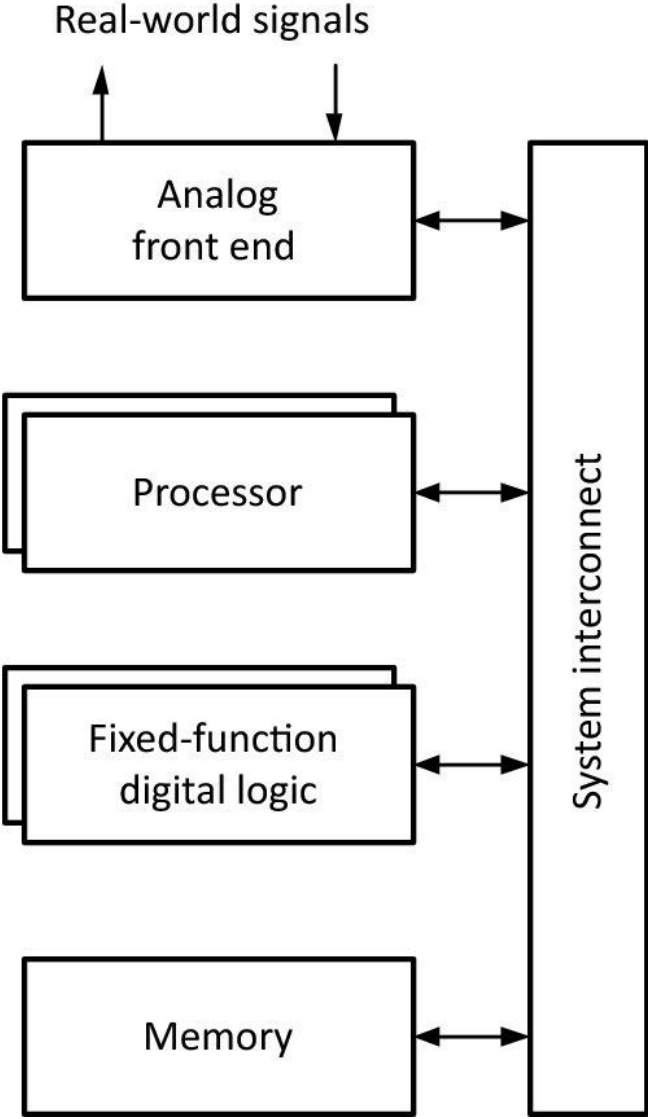 Real-world signals
Analog
front end
Processor
Fixed-function
digital logic
Memory
System interconnect